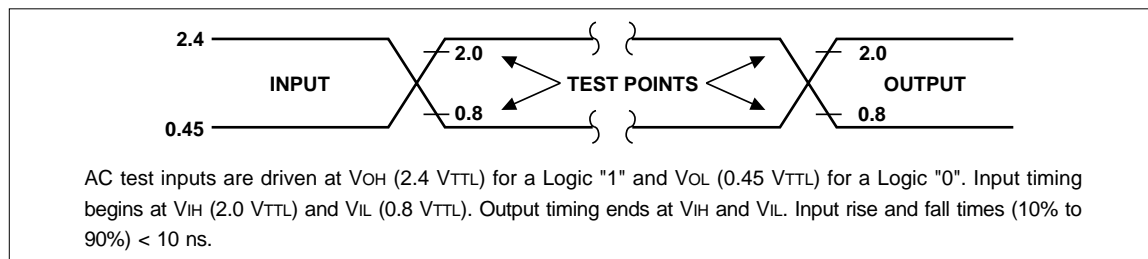 2.4
2.0
2.0
INPUT
TEST POINTS
OUTPUT
0.8
0.8
0.45
AC test inputs are driven at VOH (2.4 VTTL) for a Logic "1" and VOL (0.45 VTTL) for a Logic "0". Input timing
begins at VIH (2.0 VTTL) and VIL (0.8 VTTL). Output timing ends at VIH and VIL. Input rise and fall times (10% to
90%) < 10 ns.